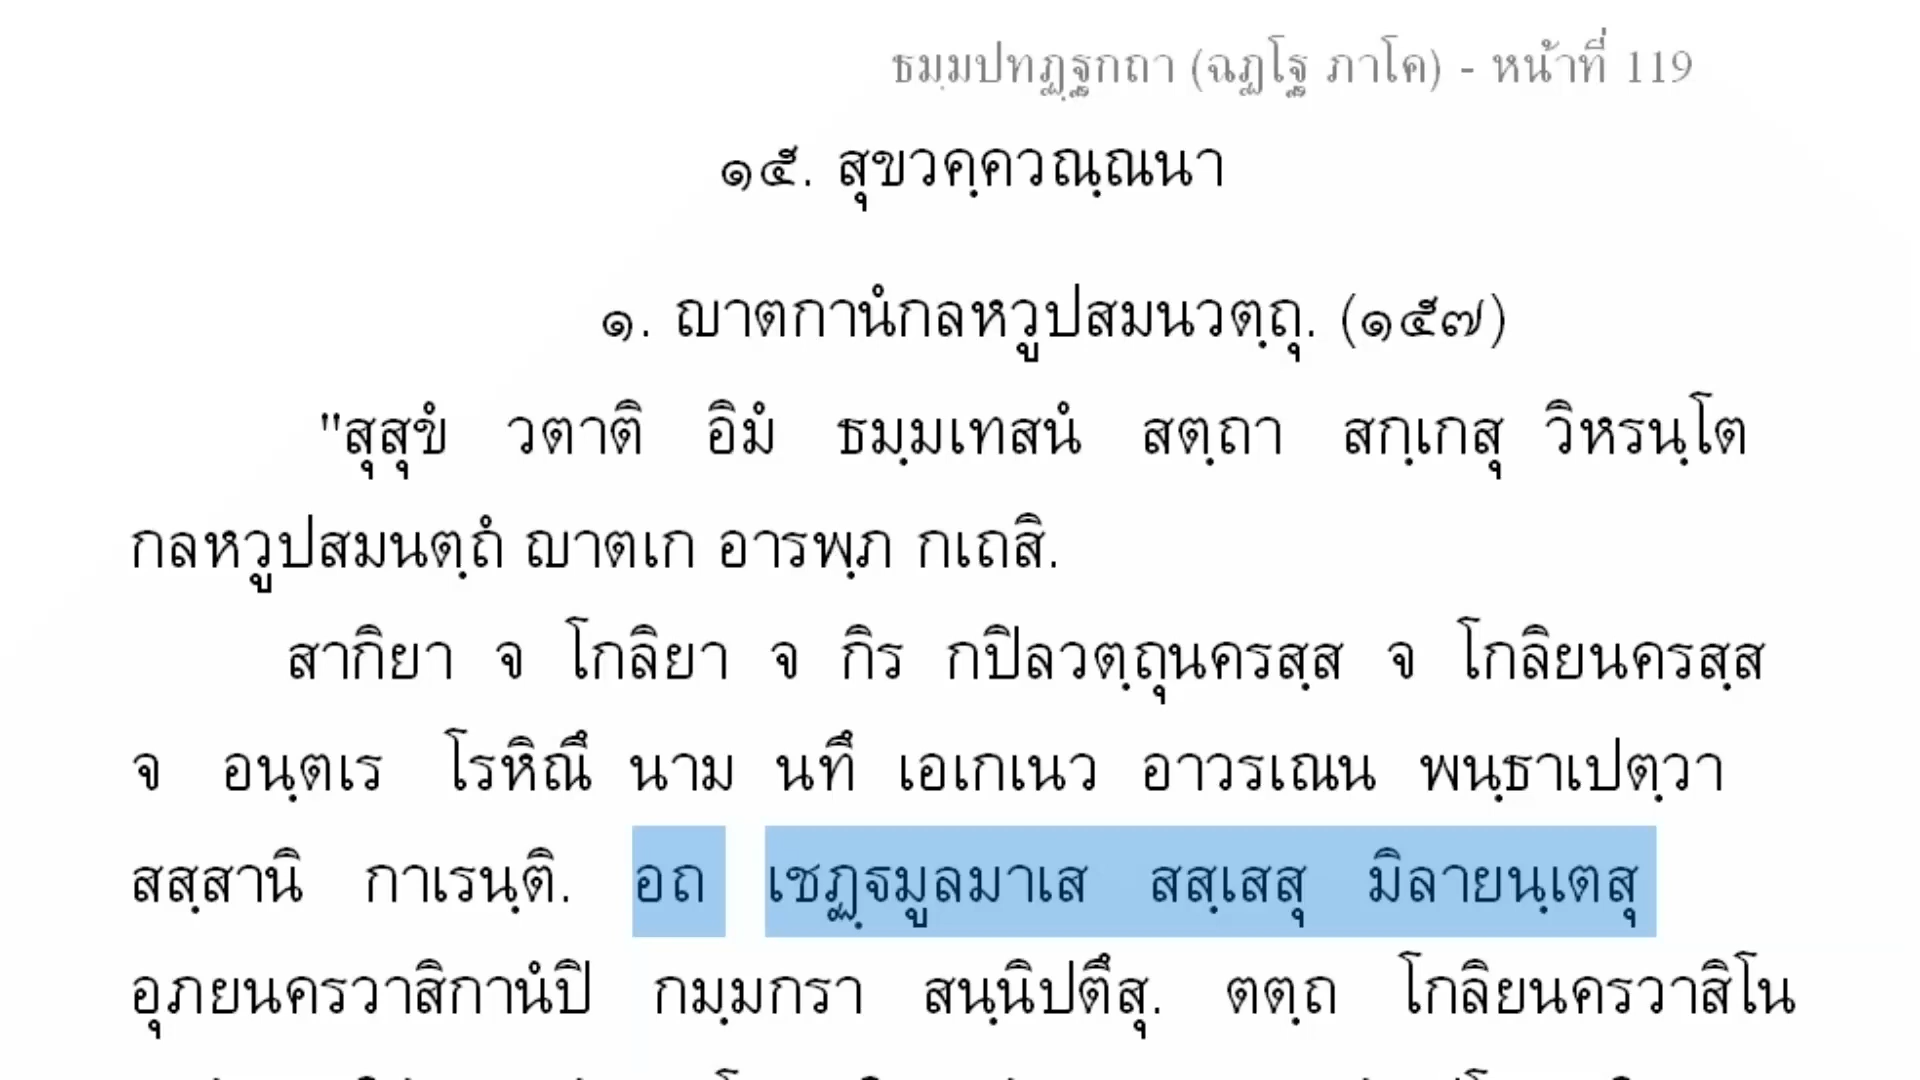 ธมฺมปทฏฺฐกถา (ฉฏฺโฐ ภาโค) - หน้าที่ 119
๑๕. สุขวคฺควณฺณนา
๑. ญาตกานํกลหวูปสมนวตฺถุ. (๑๕๗)
"สุสุขํ วตาติ อิมํ ธมฺมเทสนํ สตฺถา สกฺเกสุ วิหรนฺโต
กลหวูปสมนตฺถํ ญาตเก อารพฺภ กเถสิ.
สากิยา จ โกลิยา จ กิร กปิลวตฺถุนครสฺส จ โกลิยนครสฺส
จ อนฺตเร โรหิณึ นาม นทึ เอเกเนว อาวรเณน พนฺธาเปตฺวา
สสฺสานิ กาเรนฺติ. อถ เชฏฺฐมูลมาเส สสฺเสสุ มิลายนฺเตสุ
อุภยนครวาสิกานํปิ กมฺมกรา สนฺนิปตึสุ. ตตฺถ โกลิยนครวาสิโน